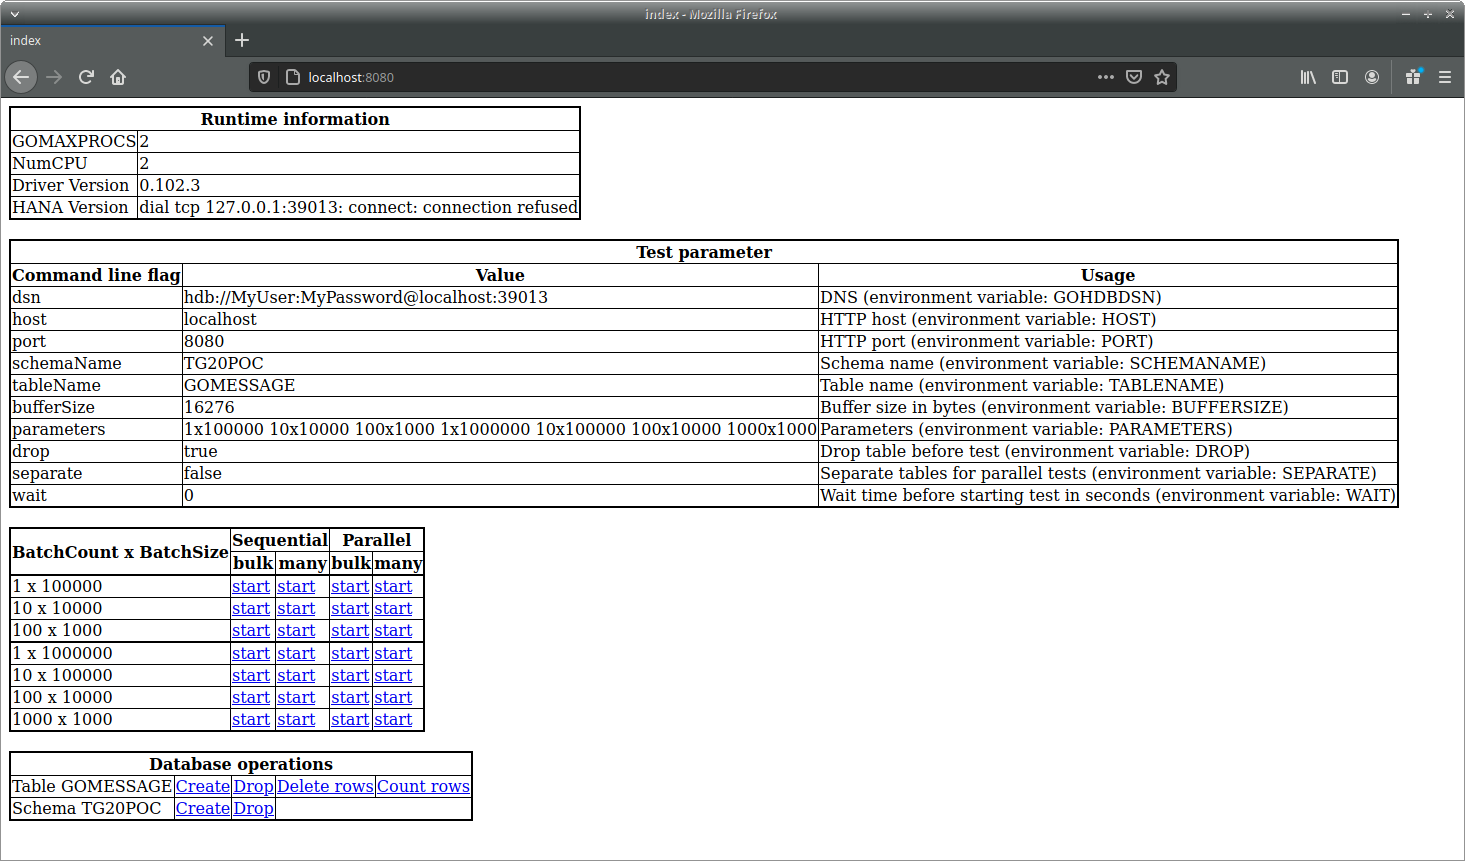 index - Mozilla Firefox
index
localhost:8080
Runtime information
GOMAXPROCS 2
NumCPU 2
Driver Version 0.102.3
HANA Version dial tcp 127.0.0.1:39013: connect: connection refused
Test parameter
Command line flag Value Usage
dsn hdb://MyUser:MyPassword@localhost:39013 DNS (environment variable: GOHDBDSN)
host localhost HTTP host (environment variable: HOST)
port 8080 HTTP port (environment variable: PORT)
schemaName TG20POC Schema name (environment variable: SCHEMANAME)
tableName GOMESSAGE Table name (environment variable: TABLENAME)
bufferSize 16276 Buffer size in bytes (environment variable: BUFFERSIZE)
parameters 1x100000 10x10000 100x1000 1x1000000 10x100000 100x10000 1000x1000 Parameters (environment variable: PARAMETERS)
drop true Drop table before test (environment variable: DROP)
separate false Separate tables for parallel tests (environment variable: SEPARATE)
wait 0 Wait time before starting test in seconds (environment variable: WAIT)
BatchCount x BatchSize Sequential Parallel
bulk many bulk many
1 x 100000 start start start start
10 x 10000 start start start start
100 x 1000 start start start start
1 x 1000000 start start start start
10 x 100000 start start start start
100 x 10000 start start start start
1000 x 1000 start start start start
Database operations
Table GOMESSAGE Create Drop Delete rows Count rows
Schema TG20POC Create Drop